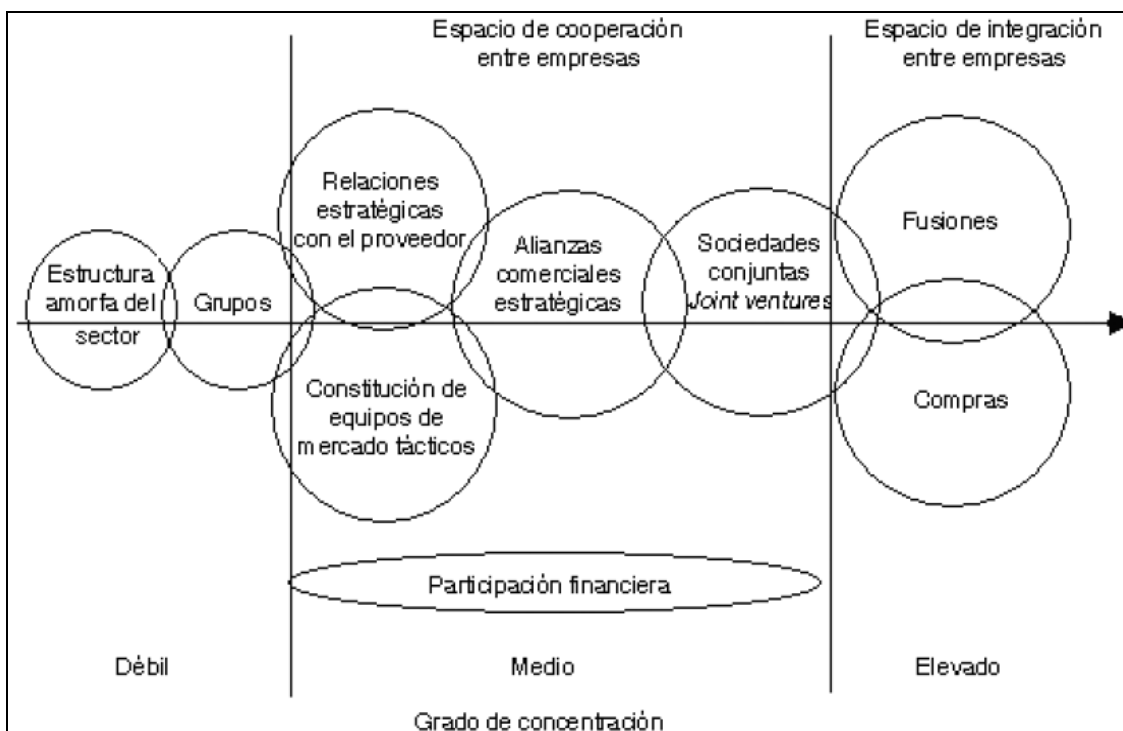 Espacio de cooperación
entre empresas
Espacio de integración
entre empresas
Relaciones
estratégicas
con el proveedor
Fusiones
Alianzas
comerciales
estratégicas
Sociedades
conjuntas
Joint ventures
Estructura
amorfa del
sector
Grupos
Constitución de
equipos de
mercado tácticos
Compras
Participación financiera
Débil
Medio
Elevado
Grado de concentración